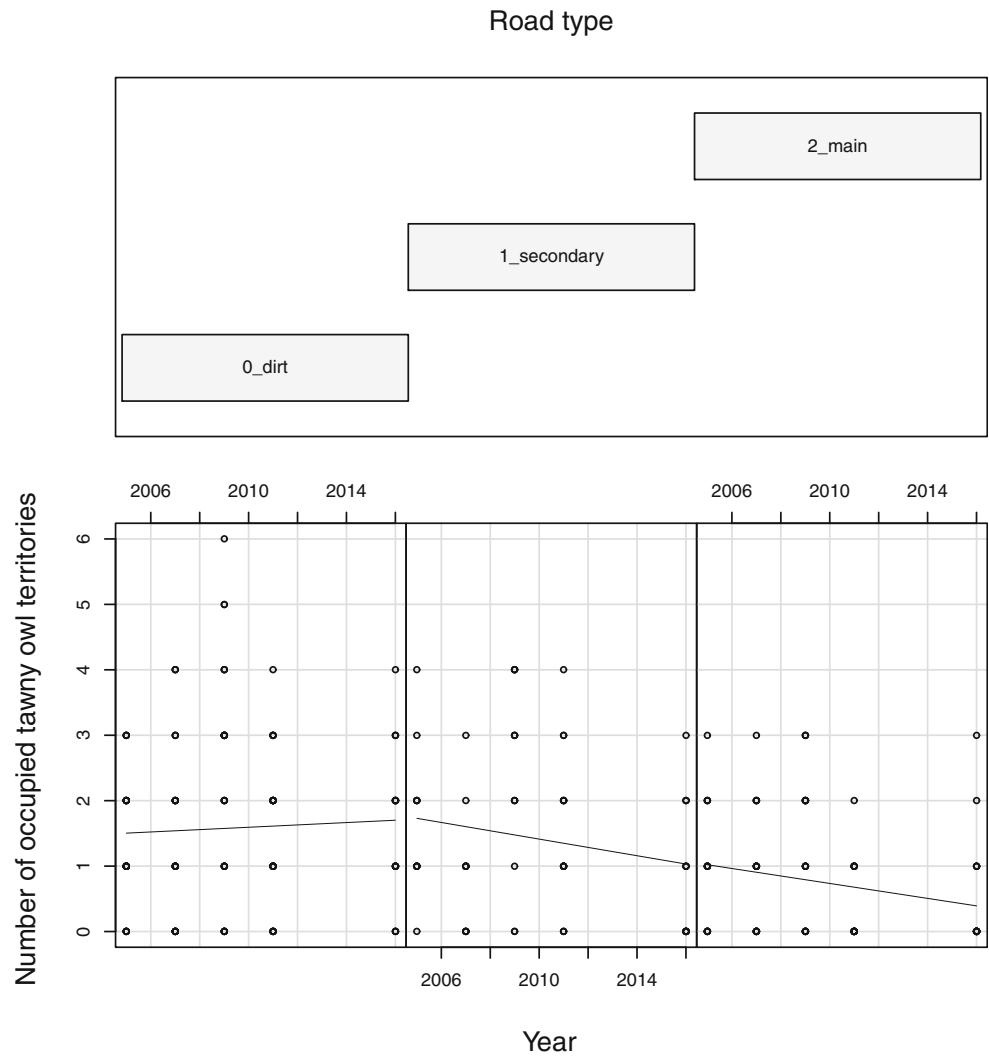 Road type
2_main
1_secondary
0_dirt
2006 2010 2014 2006 2010 2014
Number of occupied tawny owl territories
6
5
4
3
2
1
0
2006 2010 2014
Year